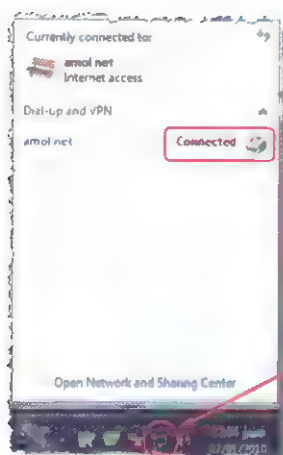 Currently connected to:
amol net
Internet access
Dial-up and VPN
amol net
Connected
Open Network and Sharing Center